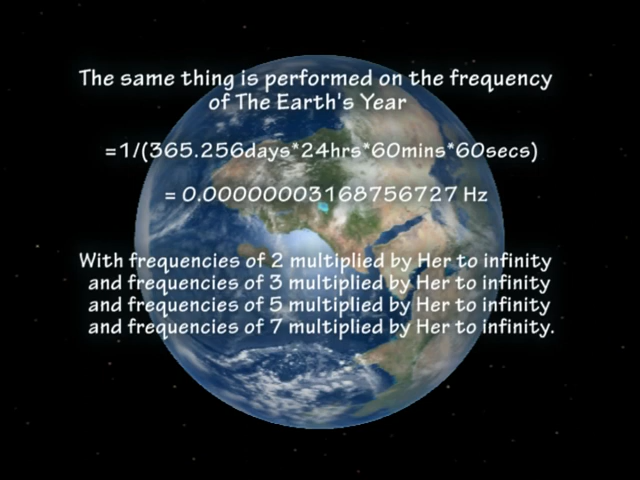 The same thing is performed on the frequency
of The Earth's Year
=1/(365.256days*24hrs*60mins*60secs)
= 0.00000003168756727 Hz
With frequencies of 2 multiplied by Her to infinity
and frequencies of 3 multiplied by Her to infinity
and frequencies of 5 multiplied by Her to infinity
and frequencies of 7 multiplied by Her to infinity.